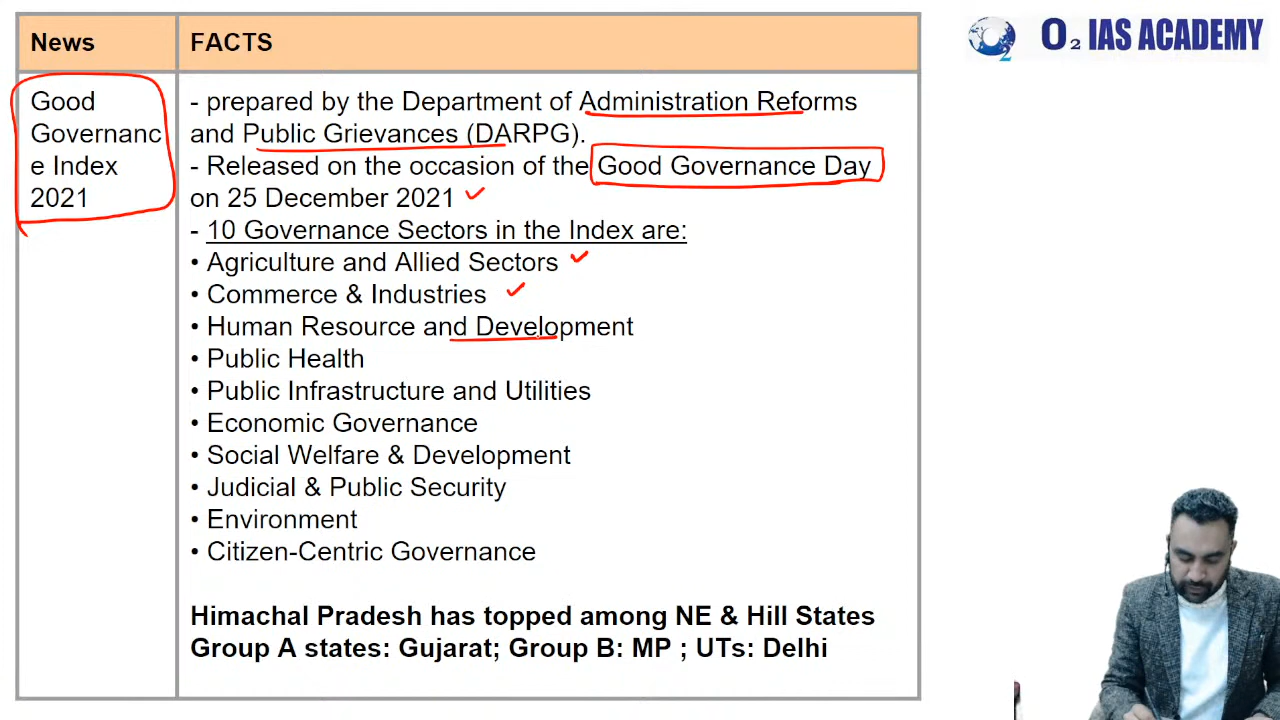 News
FACTS
O2 IAS ACADEMY
Good
Governanc
e Index
2021
- prepared by the Department of Administration Reforms
and Public Grievances (DARPG).
- Released on the occasion of the Good Governance Day
on 25 December 2021
- 10 Governance Sectors in the Index are:
• Agriculture and Allied Sectors
• Commerce & Industries
• Human Resource and Development
• Public Health
• Public Infrastructure and Utilities
• Economic Governance
• Social Welfare & Development
• Judicial & Public Security
• Environment
• Citizen-Centric Governance
Himachal Pradesh has topped among NE & Hill States
Group A states: Gujarat; Group B: MP ; UTs: Delhi